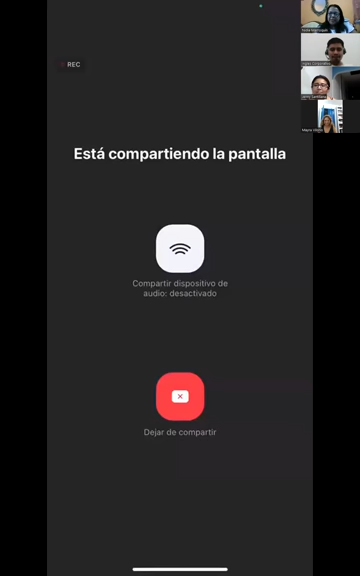 REC
Está compartiendo la pantalla
Compartir dispositivo de
audio: desactivado
Dejar de compartir